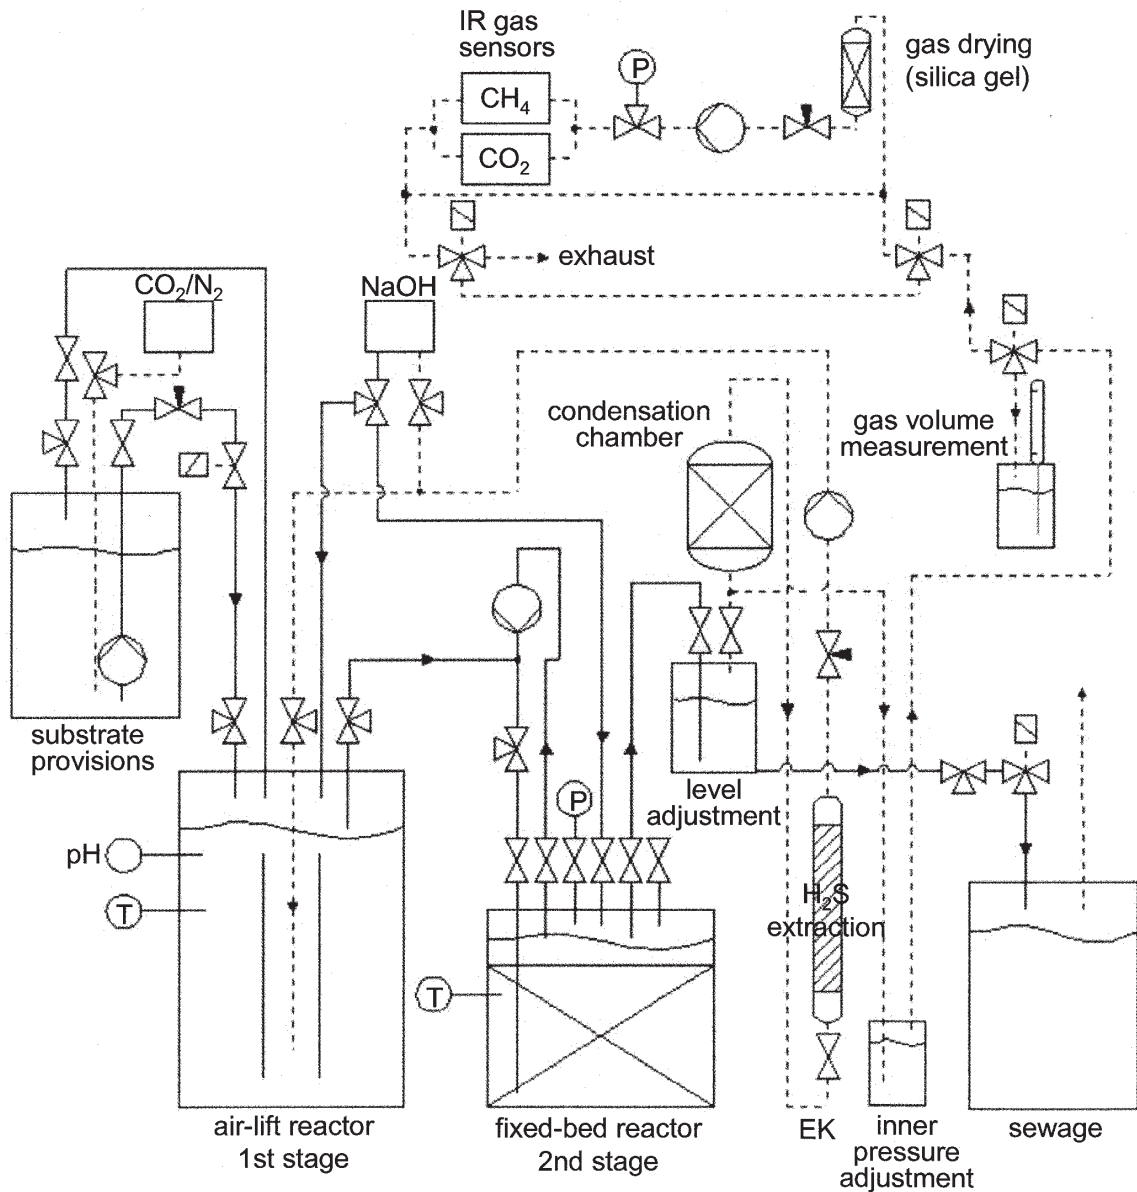 IR gas
sensors
CH4
CO2
P
gas drying
(silica gel)
exhaust
CO2/N2
NaOH
condensation
chamber
gas volume
measurement
substrate
provisions
level
adjustment
P
pH
T
H2S
extraction
T
air-lift reactor
1st stage
fixed-bed reactor
2nd stage
EK
inner
pressure
adjustment
sewage